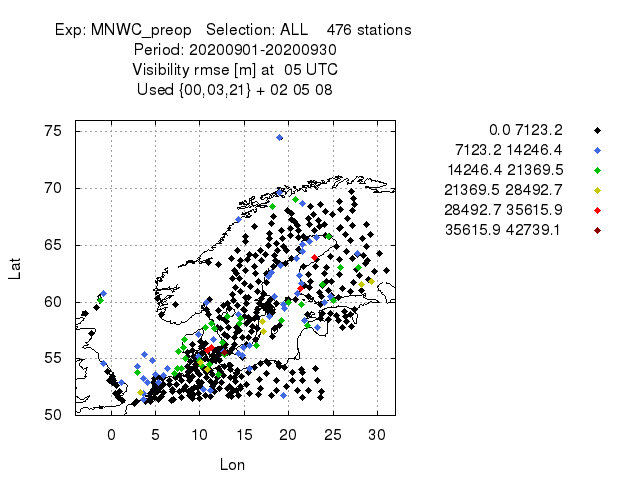 Exp: MNWC_preop   Selection: ALL    476 stations
Period: 20200901-20200930
Visibility rmse [m] at  05 UTC
Used {00,03,21} + 02 05 08
0.0 7123.2
7123.2 14246.4
14246.4 21369.5
21369.5 28492.7
28492.7 35615.9
35615.9 42739.1
75
70
65
60
55
50
Lat
0 5 10 15 20 25 30
Lon